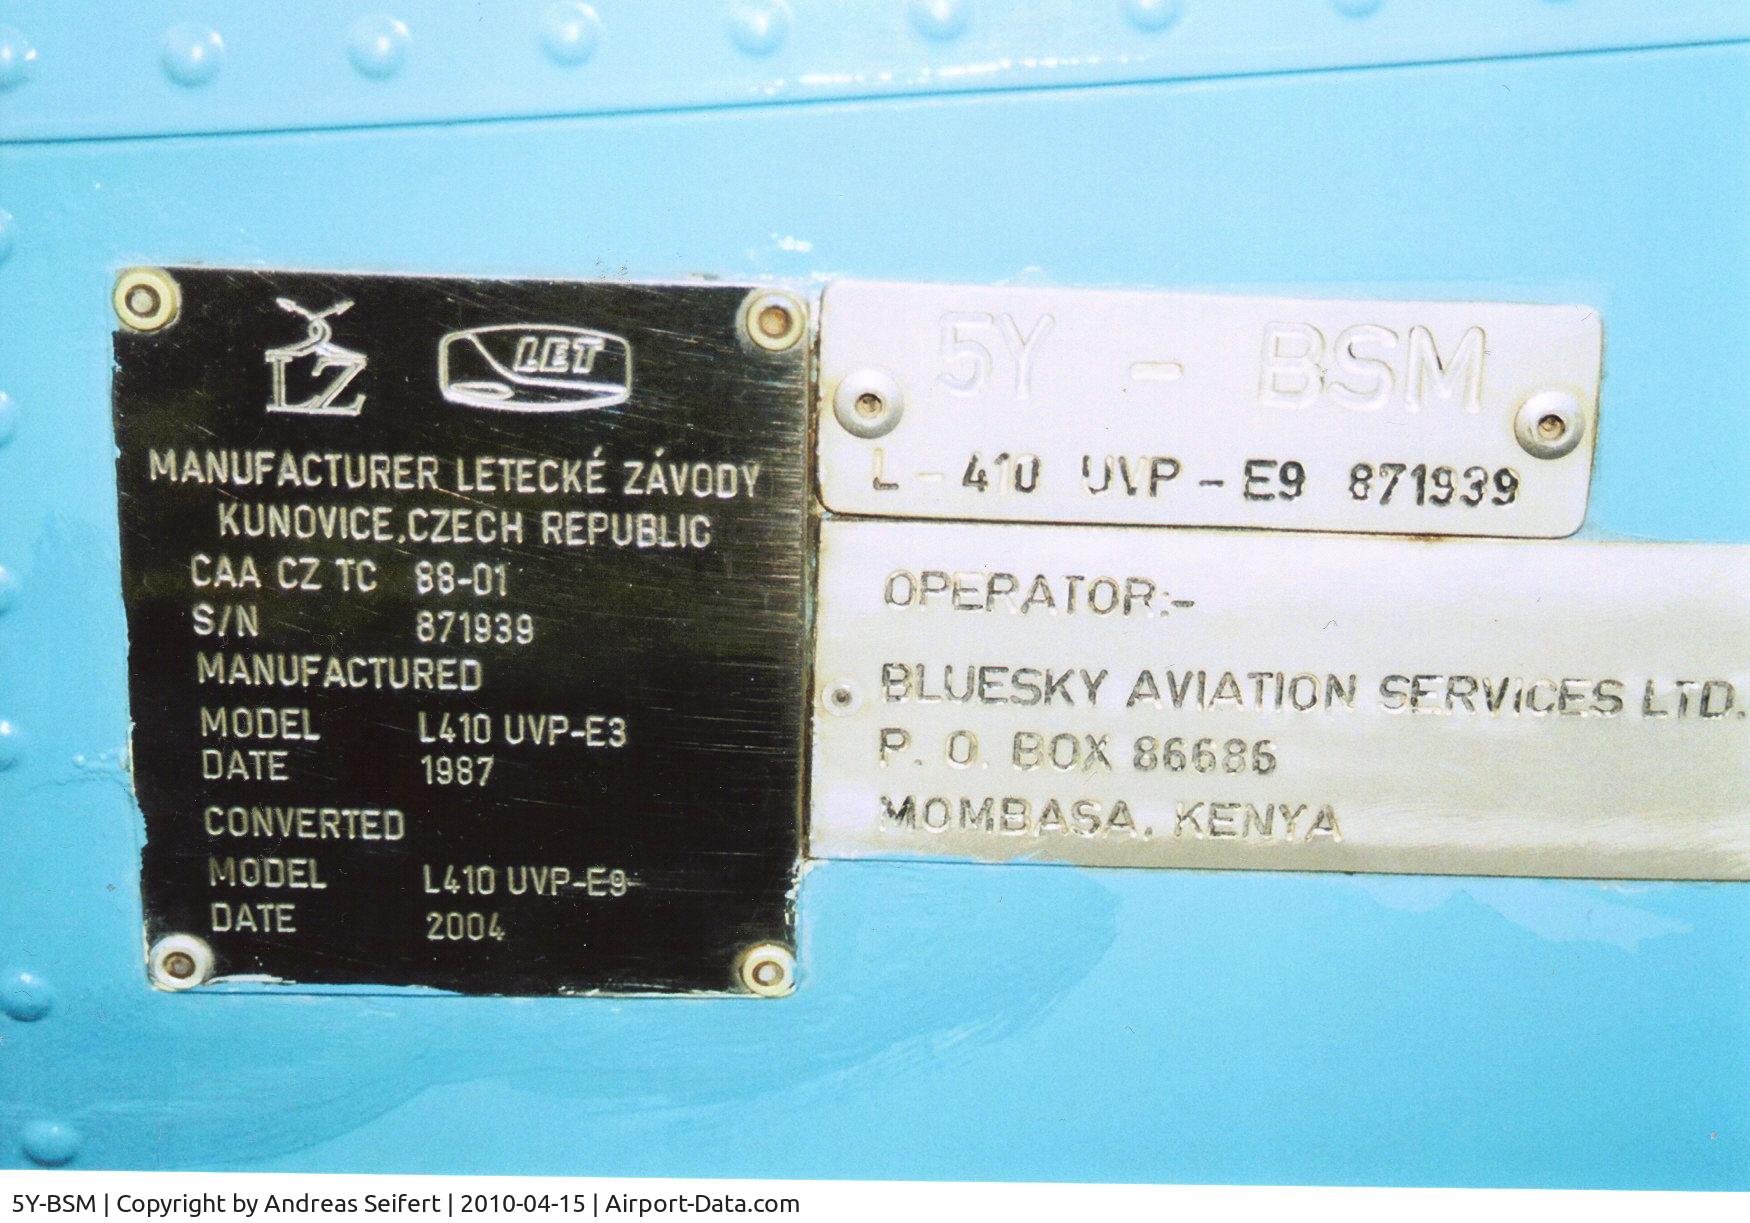 LZ LET
MANUFACTURER LETECKÉ ZÁVODY
KUNOVICE,CZECH REPUBLIC
CAA CZ TC 88-01
S/N 871939
MANUFACTURED
MODEL L410 UVP-E3
DATE 1987
CONVERTED
MODEL L410 UVP-E9
DATE 2004
5Y - BSM
L - 410 UVP - E9 871939
OPERATOR:-
BLUESKY AVIATION SERVICES LTD.
P. O. BOX 86686
MOMBASA. KENYA
5Y-BSM | Copyright by Andreas Seifert | 2010-04-15 | Airport-Data.com